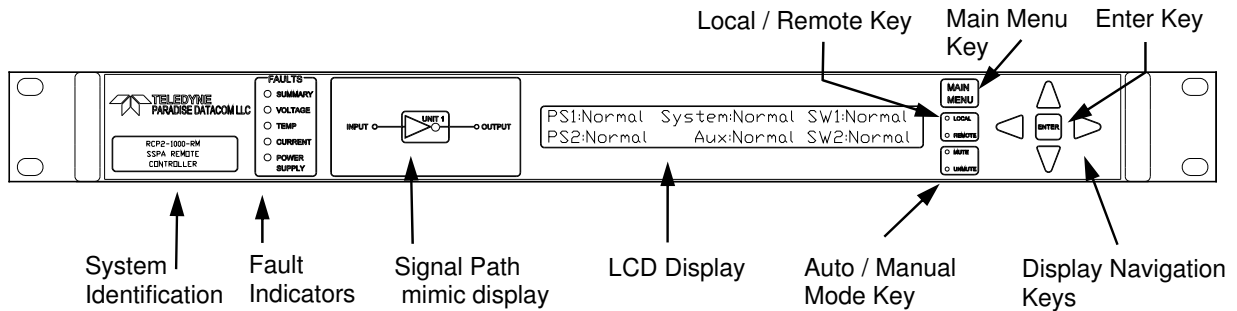 Local / Remote Key
Main Menu
Key
Enter Key
TELEDYNE
PARADISE DATACOM LLC
RCP2-1000-RM
SSPA REMOTE
CONTROLLER
FAULTS
SUMMARY
VOLTAGE
TEMP
CURRENT
POWER
SUPPLY
INPUT
UNIT 1
OUTPUT
PS1:Normal System:Normal SW1:Normal
PS2:Normal Aux:Normal SW2:Normal
MAIN
MENU
LOCAL
REMOTE
MUTE
UNMUTE
ENTER
System
Identification
Fault
Indicators
Signal Path
mimic display
LCD Display
Auto / Manual
Mode Key
Display Navigation
Keys